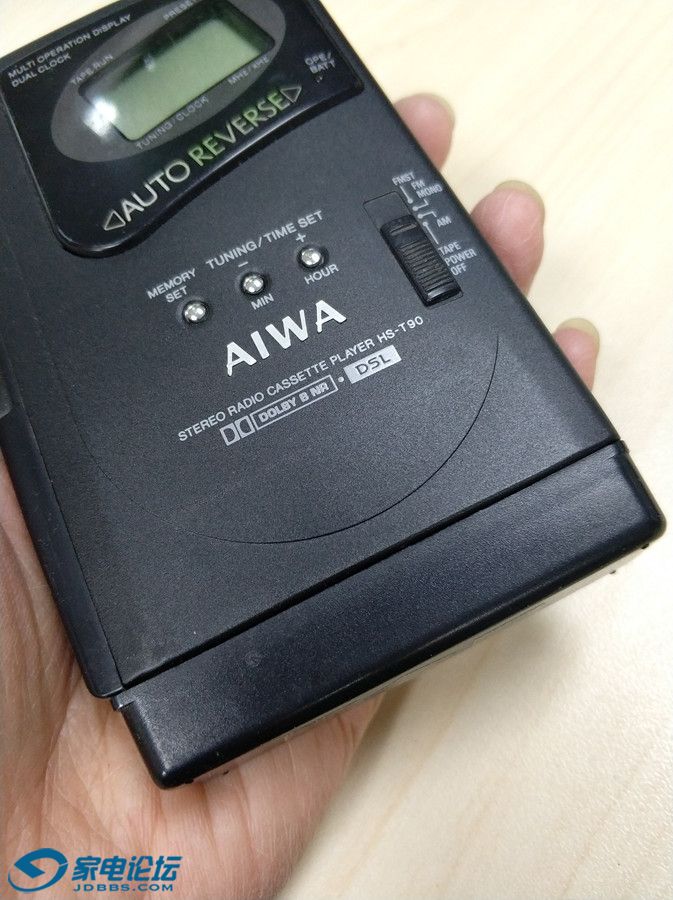 MULTI OPERATION DISPLAY
DUAL CLOCK
TAPE RUN
PRESET
TUNING/CLOCK
MHz/kHz
OPE/
BATT
◁AUTO REVERSE▷
FMST
FM
MONO
AM
TAPE
POWER
OFF
MEMORY
SET
TUNING/TIME SET
−
+
MIN
HOUR
AIWA
STEREO RADIO CASSETTE PLAYER HS-T90
DOLBY B NR • DSL
家电论坛
JDBBS.COM